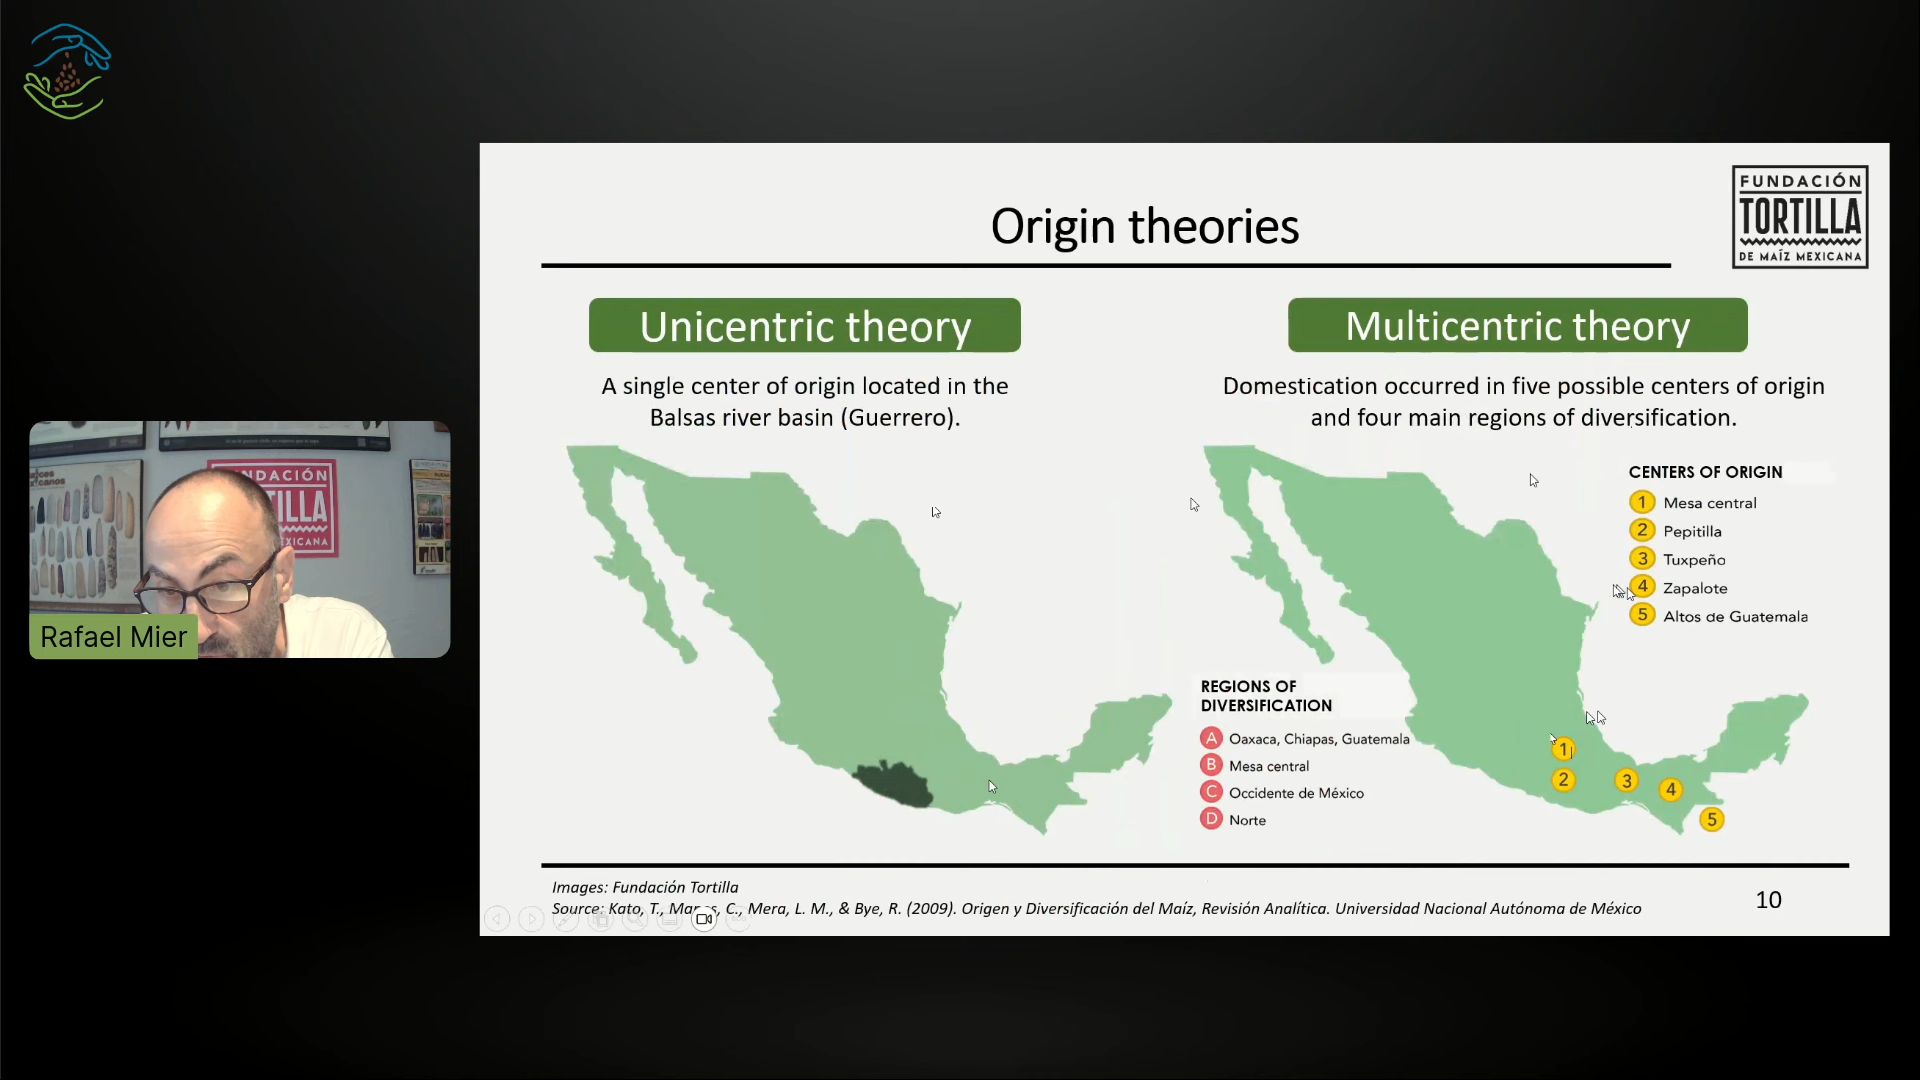 FUNDACIÓN
TORTILLA
DE MAÍZ MEXICANA
Origin theories
Unicentric theory
A single center of origin located in the
Balsas river basin (Guerrero).
Multicentric theory
Domestication occurred in five possible centers of origin
and four main regions of diversification.
CENTERS OF ORIGIN
1 Mesa central
2 Pepitilla
3 Tuxpeño
4 Zapalote
5 Altos de Guatemala
REGIONS OF
DIVERSIFICATION
A Oaxaca, Chiapas, Guatemala
B Mesa central
C Occidente de México
D Norte
1
2
3
4
5
NDACIÓN
ILLA
XICANA
Rafael Mier
Images: Fundación Tortilla
Source: Kato, T., C., Mera, L. M., & Bye, R. (2009). Origen y Diversificación del Maíz, Revisión Analítica. Universidad Nacional Autónoma de México
10